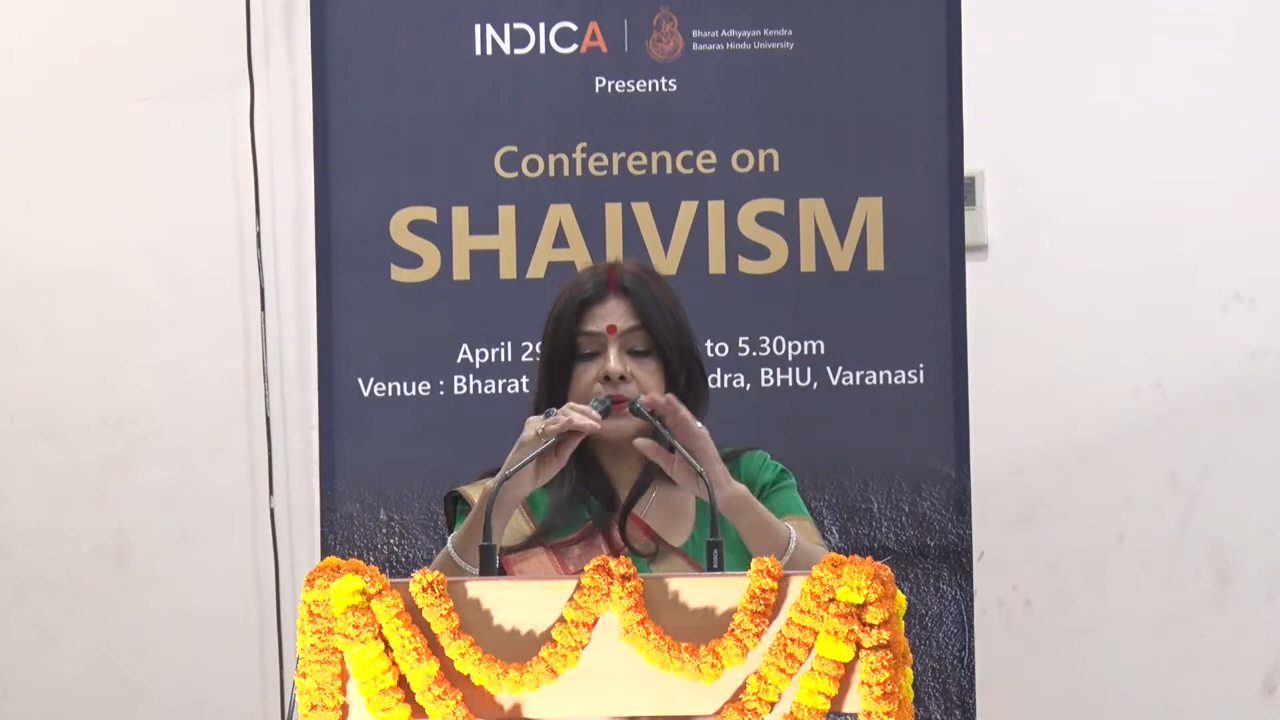 INDICA
Bharat Adhyayan Kendra
Banaras Hindu University
Presents
Conference on
SHAIVISM
April 29 to 5.30pm
Venue : Bharat dra, BHU, Varanasi
BOSCH